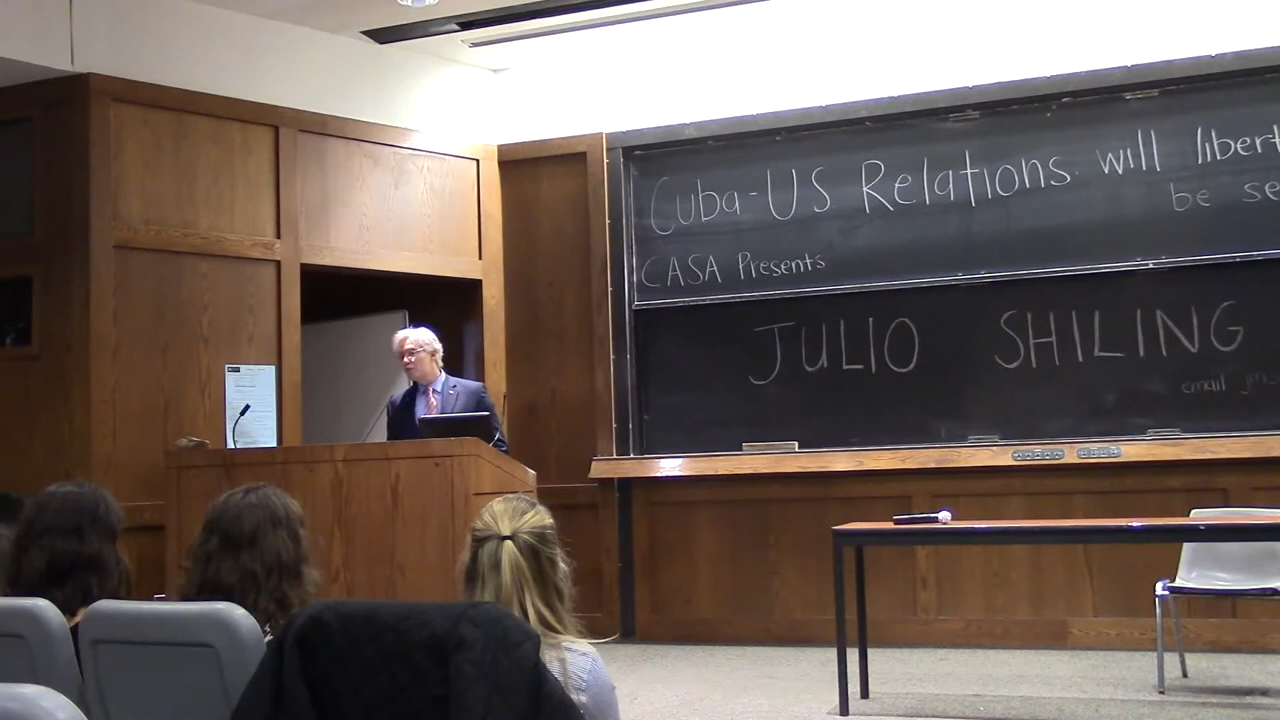 Cuba-US Relations will libert
be se
CASA Presents
JULIO SHILING
email